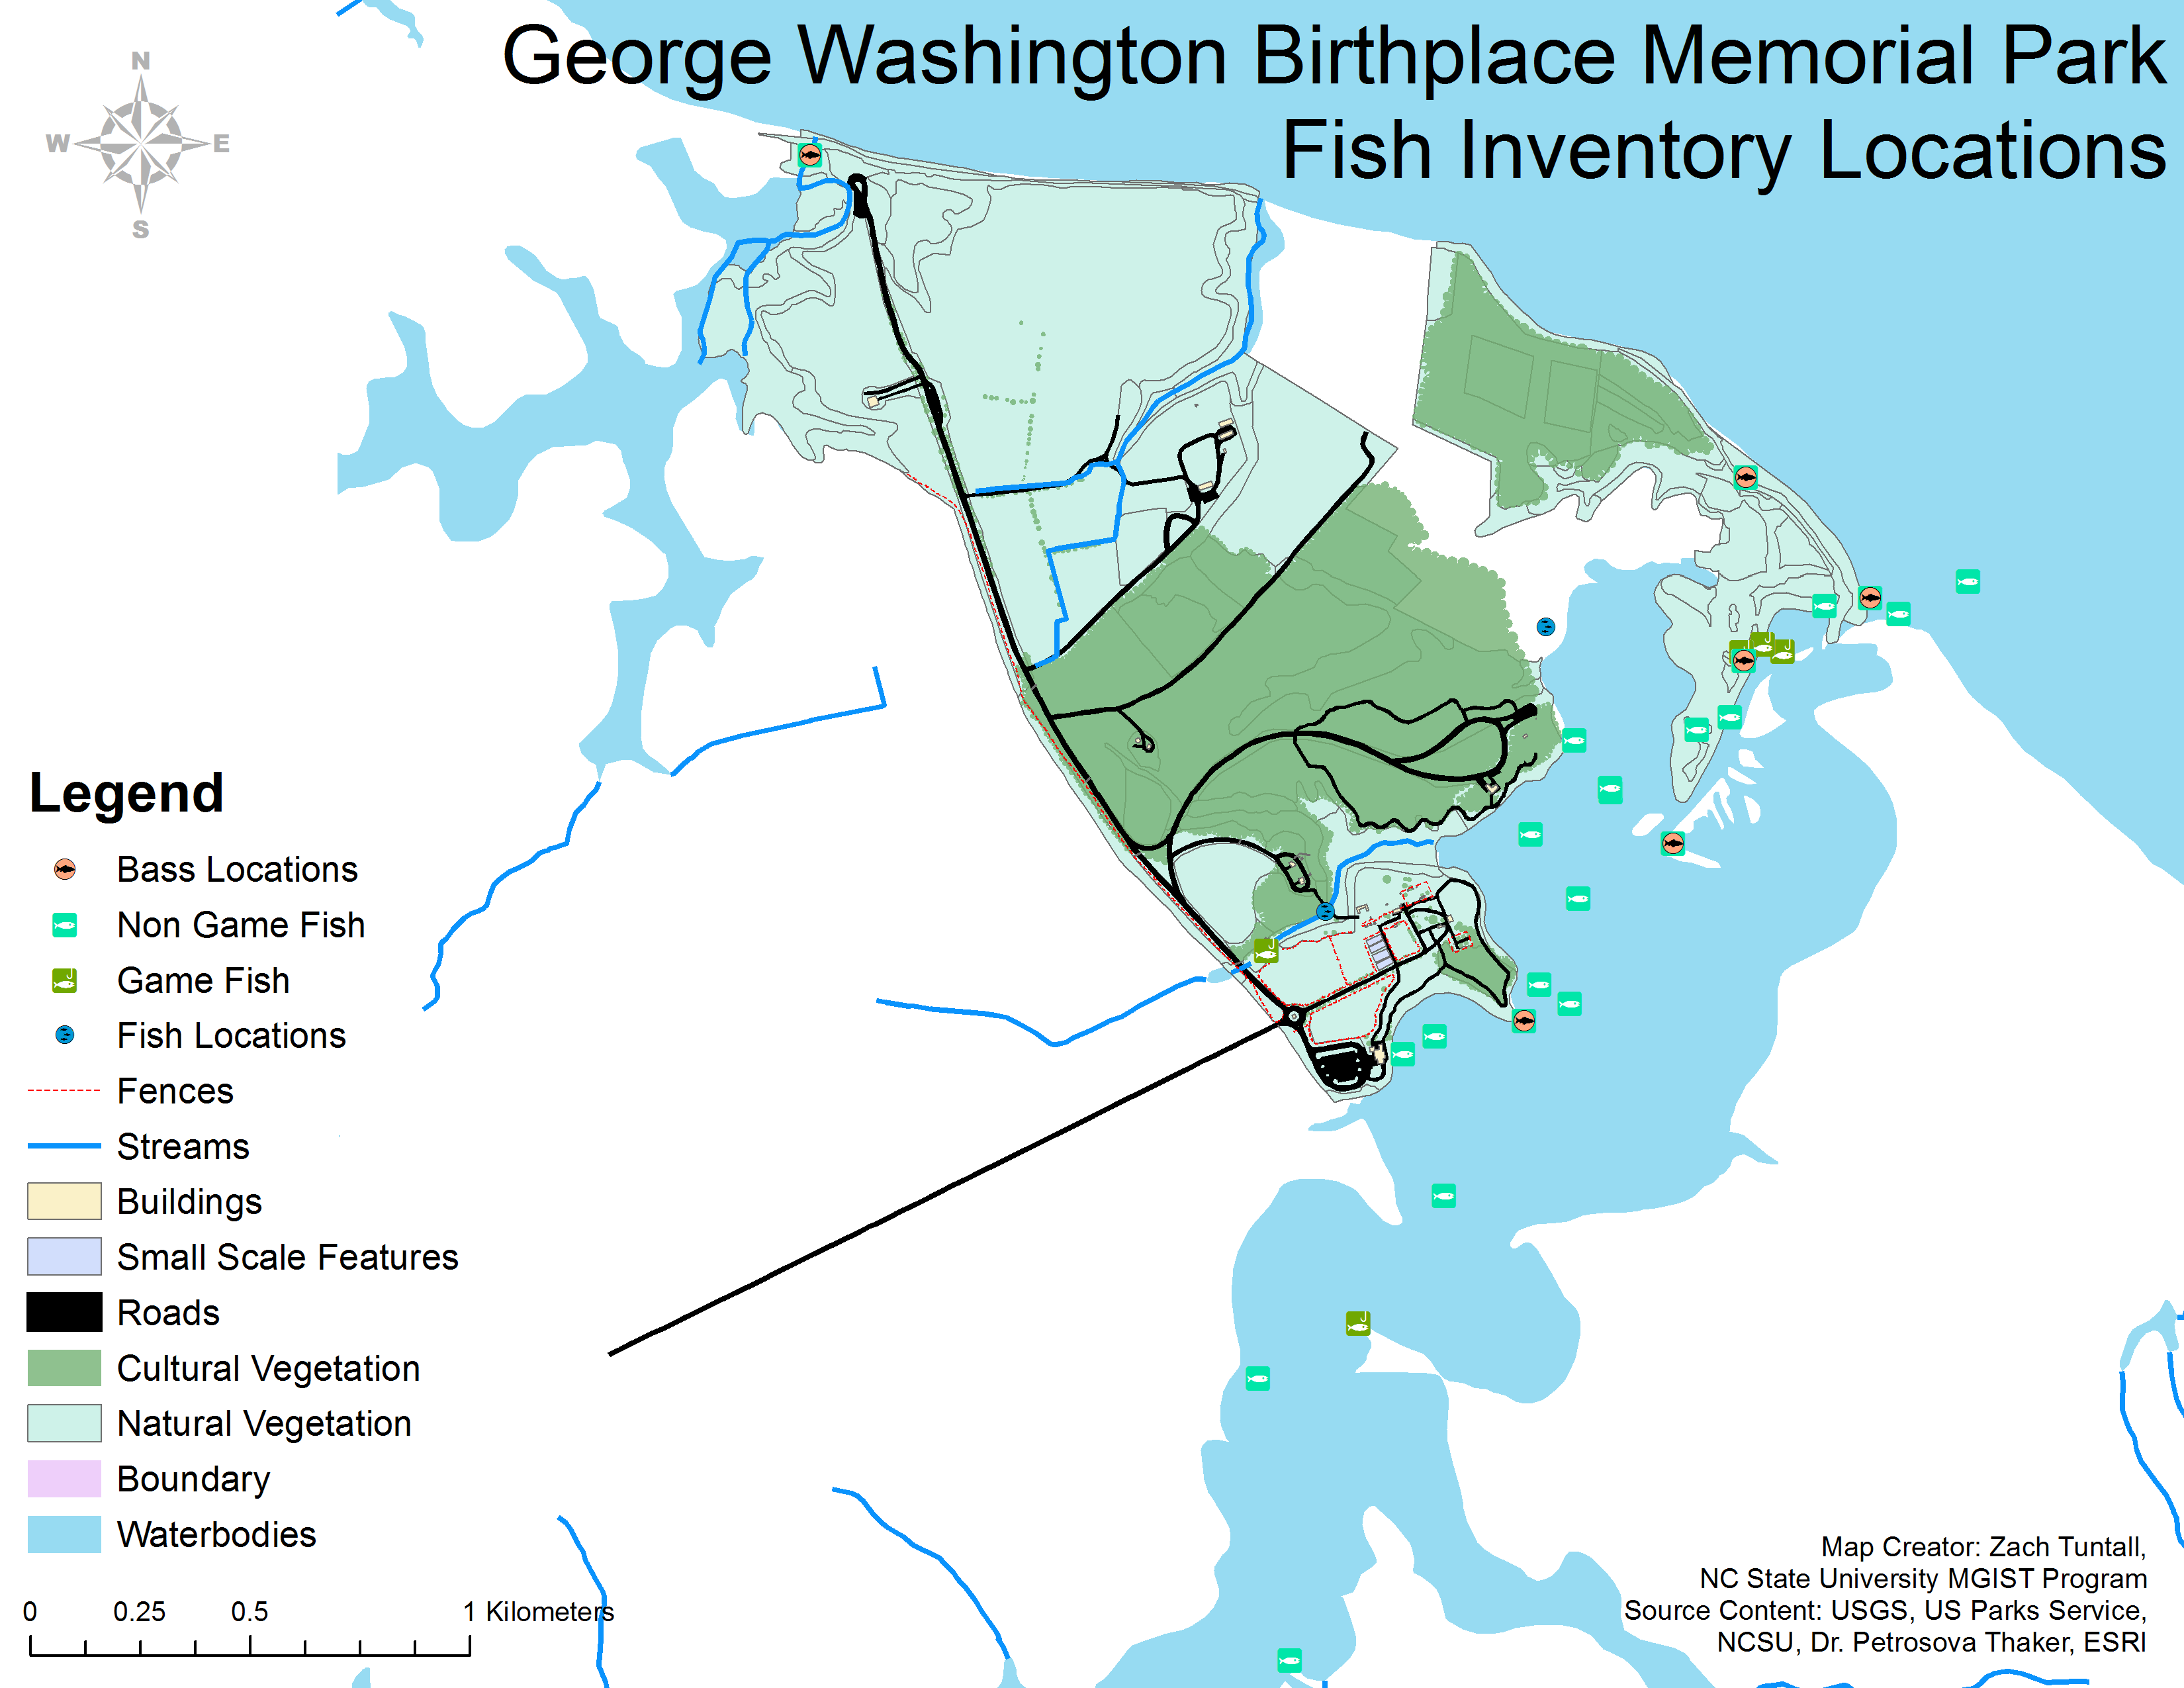 George Washington Birthplace Memorial Park
Fish Inventory Locations
N
W
E
S
Legend
Bass Locations
Non Game Fish
Game Fish
Fish Locations
Fences
Streams
Buildings
Small Scale Features
Roads
Cultural Vegetation
Natural Vegetation
Boundary
Waterbodies
0 0.25 0.5 1 Kilometers
Map Creator: Zach Tuntall,
NC State University MGIST Program
Source Content: USGS, US Parks Service,
NCSU, Dr. Petrosova Thaker, ESRI